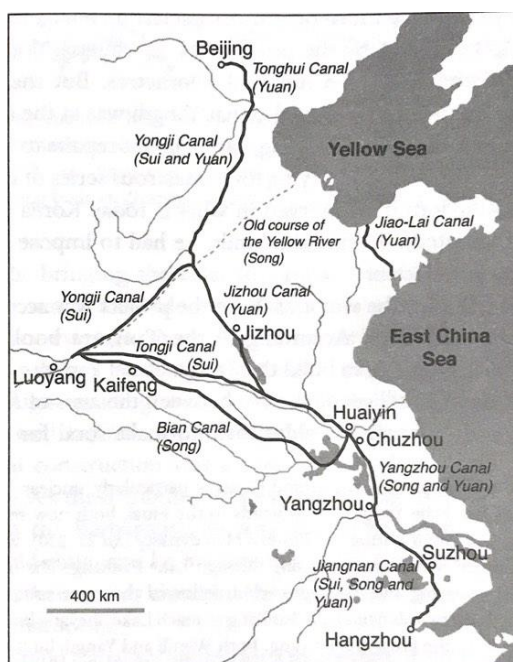 Beijing
Tonghui Canal
(Yuan)
Yongji Canal
(Sui and Yuan)
Yellow Sea
Old course of
the Yellow River
(Song)
Jiao-Lai Canal
(Yuan)
Yongji Canal
(Sui)
Jizhou Canal
(Yuan)
Jizhou
East China
Sea
Tongji Canal
(Sui)
Luoyang
Kaifeng
Huaiyin
Bian Canal
(Song)
Chuzhou
Yangzhou Canal
(Song and Yuan)
Yangzhou
Suzhou
Jiangnan Canal
(Sui, Song and
Yuan)
400 km
Hangzhou